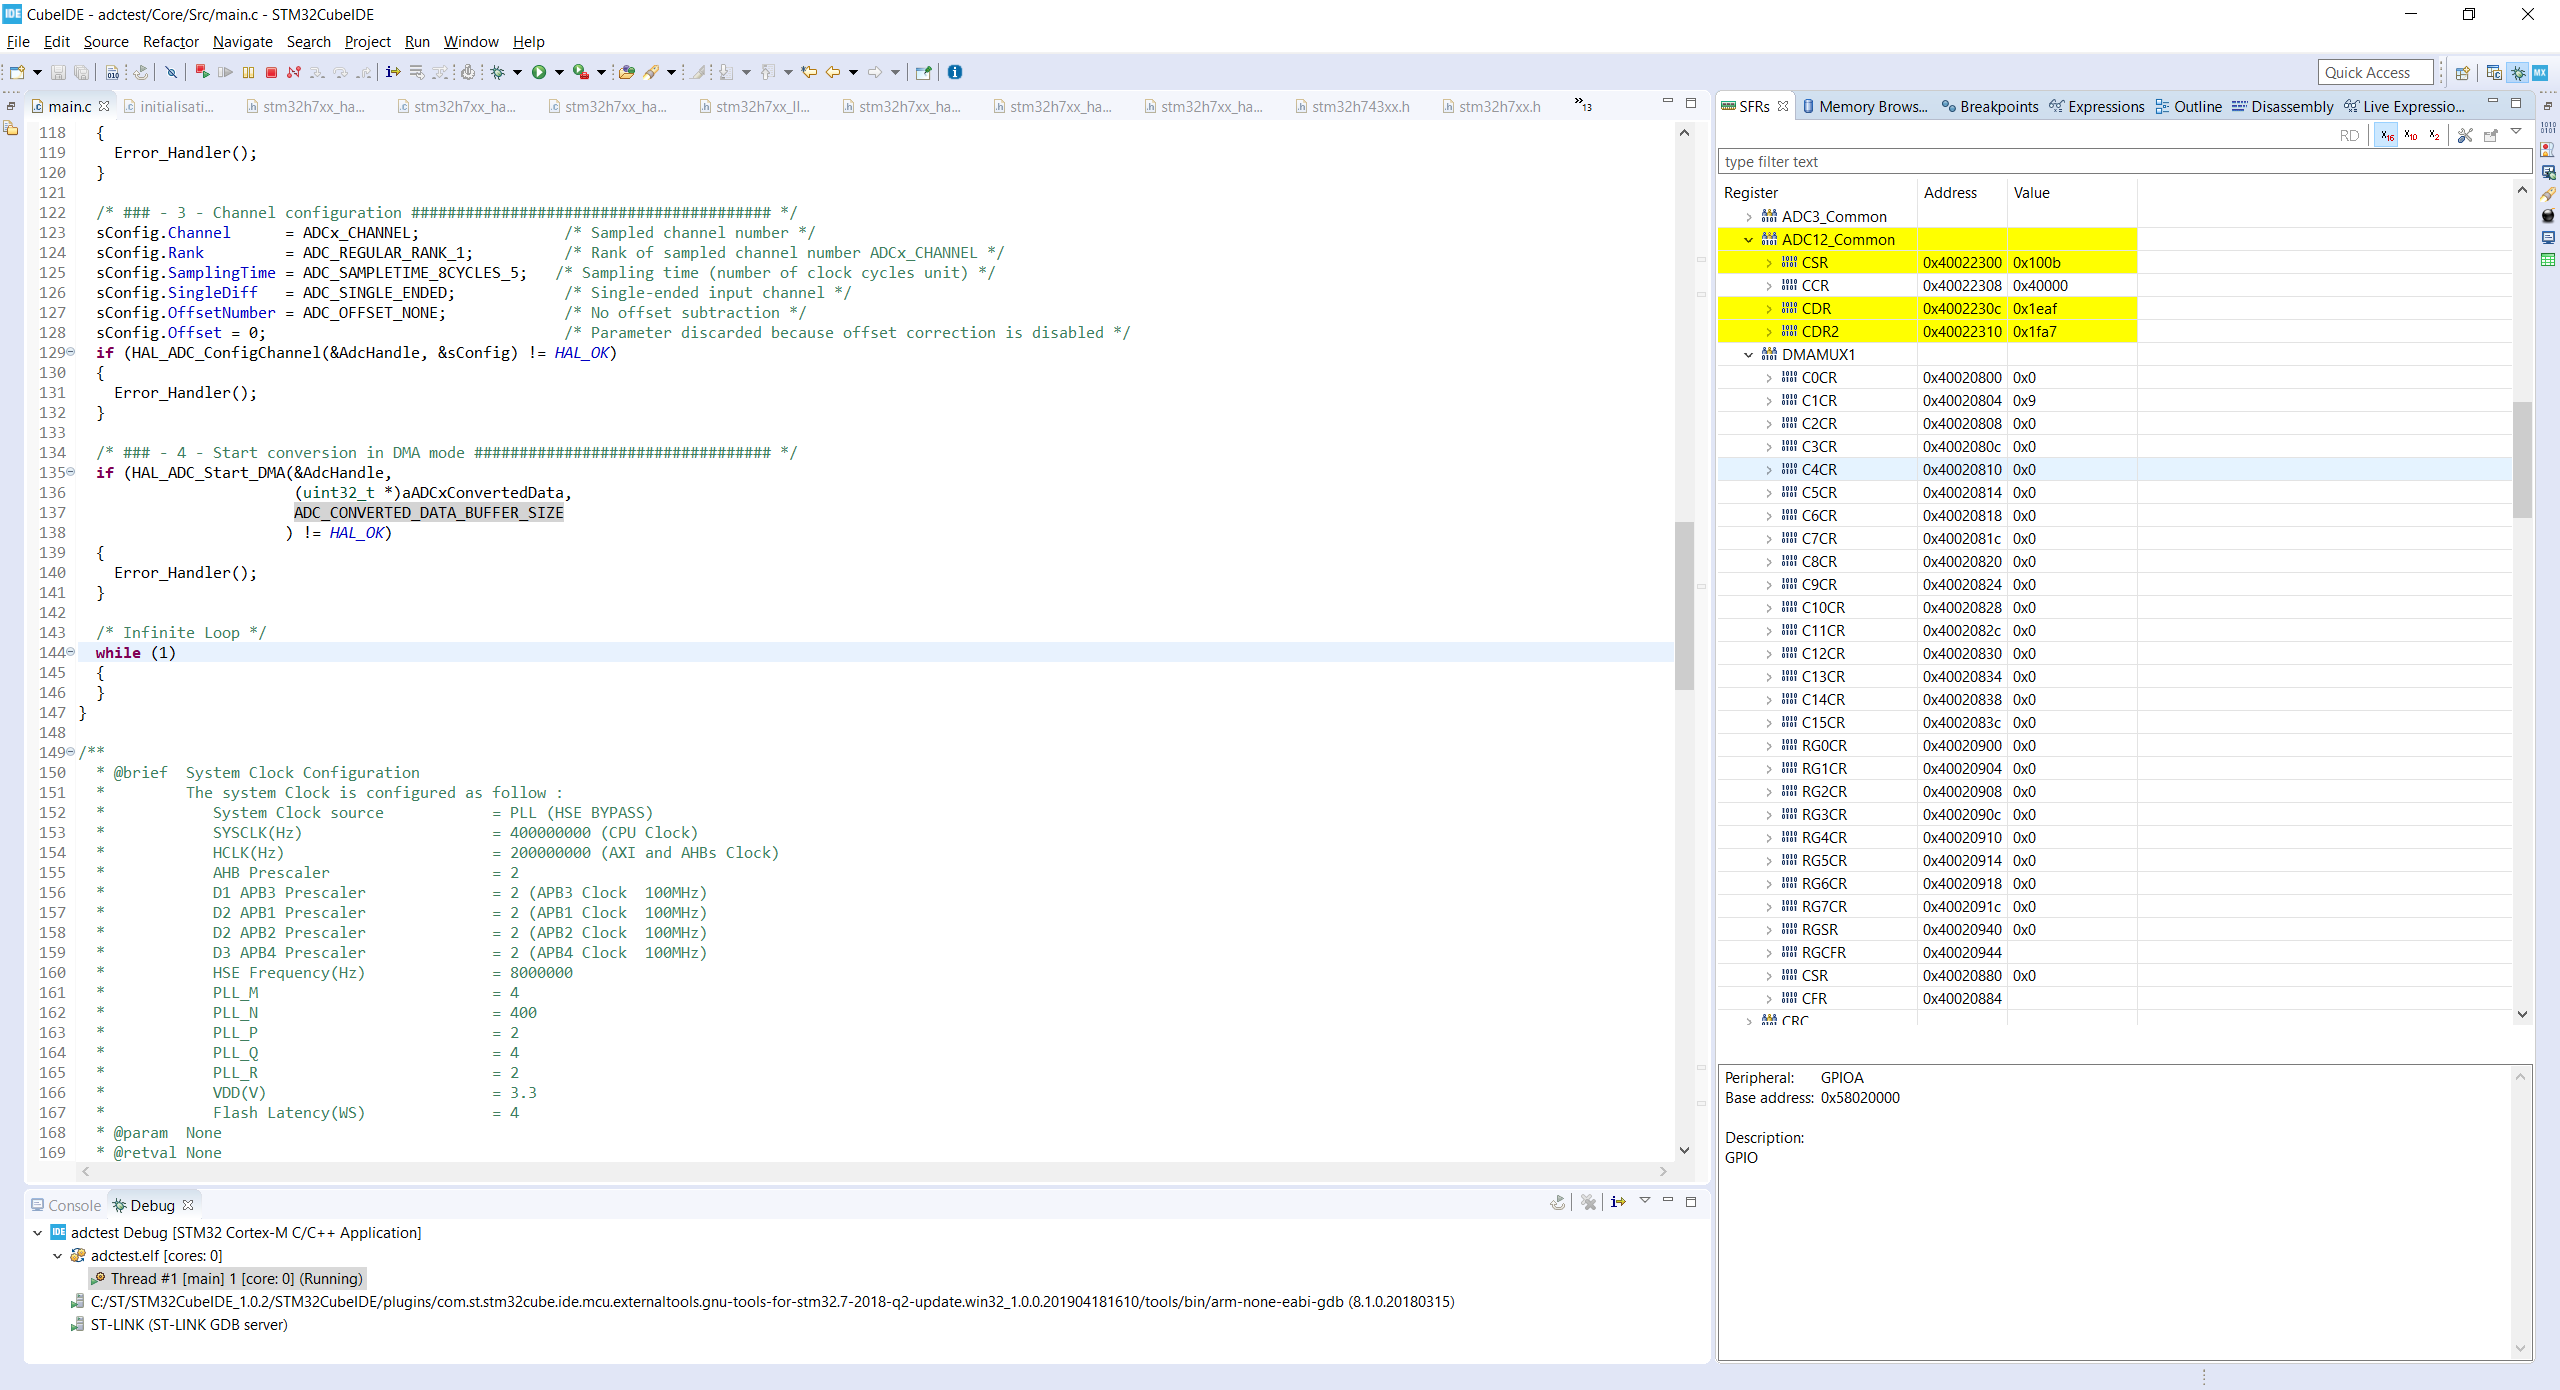 CubeIDE - adctest/Core/Src/main.c - STM32CubeIDE
File Edit Source Refactor Navigate Search Project Run Window Help
Quick Access
main.c initialisati... stm32h7xx_ha... stm32h7xx_ha... stm32h7xx_ha... stm32h7xx_ll... stm32h7xx_ha... stm32h7xx_ha... stm32h7xx_ha... stm32h743xx.h stm32h7xx.h »13
118 {
119 Error_Handler();
120 }
121
122 /* ### - 3 - Channel configuration ######################################## */
123 sConfig.Channel = ADCx_CHANNEL; /* Sampled channel number */
124 sConfig.Rank = ADC_REGULAR_RANK_1; /* Rank of sampled channel number ADCx_CHANNEL */
125 sConfig.SamplingTime = ADC_SAMPLETIME_8CYCLES_5; /* Sampling time (number of clock cycles unit) */
126 sConfig.SingleDiff = ADC_SINGLE_ENDED; /* Single-ended input channel */
127 sConfig.OffsetNumber = ADC_OFFSET_NONE; /* No offset subtraction */
128 sConfig.Offset = 0; /* Parameter discarded because offset correction is disabled */
129 if (HAL_ADC_ConfigChannel(&AdcHandle, &sConfig) != HAL_OK)
130 {
131 Error_Handler();
132 }
133
134 /* ### - 4 - Start conversion in DMA mode ################################# */
135 if (HAL_ADC_Start_DMA(&AdcHandle,
136 (uint32_t *)aADCxConvertedData,
137 ADC_CONVERTED_DATA_BUFFER_SIZE
138 ) != HAL_OK)
139 {
140 Error_Handler();
141 }
142
143 /* Infinite Loop */
144 while (1)
145 {
146 }
147 }
148
149 /**
150 * @brief System Clock Configuration
151 * The system Clock is configured as follow :
152 * System Clock source = PLL (HSE BYPASS)
153 * SYSCLK(Hz) = 400000000 (CPU Clock)
154 * HCLK(Hz) = 200000000 (AXI and AHBs Clock)
155 * AHB Prescaler = 2
156 * D1 APB3 Prescaler = 2 (APB3 Clock 100MHz)
157 * D2 APB1 Prescaler = 2 (APB1 Clock 100MHz)
158 * D2 APB2 Prescaler = 2 (APB2 Clock 100MHz)
159 * D3 APB4 Prescaler = 2 (APB4 Clock 100MHz)
160 * HSE Frequency(Hz) = 8000000
161 * PLL_M = 4
162 * PLL_N = 400
163 * PLL_P = 2
164 * PLL_Q = 4
165 * PLL_R = 2
166 * VDD(V) = 3.3
167 * Flash Latency(WS) = 4
168 * @param None
169 * @retval None
Console Debug
adctest Debug [STM32 Cortex-M C/C++ Application]
adctest.elf [cores: 0]
Thread #1 [main] 1 [core: 0] (Running)
C:/ST/STM32CubeIDE_1.0.2/STM32CubeIDE/plugins/com.st.stm32cube.ide.mcu.externaltools.gnu-tools-for-stm32.7-2018-q2-update.win32_1.0.0.201904181610/tools/bin/arm-none-eabi-gdb (8.1.0.20180315)
ST-LINK (ST-LINK GDB server)
SFRs Memory Brows... Breakpoints Expressions Outline Disassembly Live Expressio...
RD X16 X10 X2
type filter text
Register Address Value
ADC3_Common
ADC12_Common
CSR 0x40022300 0x100b
CCR 0x40022308 0x40000
CDR 0x4002230c 0x1eaf
CDR2 0x40022310 0x1fa7
DMAMUX1
C0CR 0x40020800 0x0
C1CR 0x40020804 0x9
C2CR 0x40020808 0x0
C3CR 0x4002080c 0x0
C4CR 0x40020810 0x0
C5CR 0x40020814 0x0
C6CR 0x40020818 0x0
C7CR 0x4002081c 0x0
C8CR 0x40020820 0x0
C9CR 0x40020824 0x0
C10CR 0x40020828 0x0
C11CR 0x4002082c 0x0
C12CR 0x40020830 0x0
C13CR 0x40020834 0x0
C14CR 0x40020838 0x0
C15CR 0x4002083c 0x0
RG0CR 0x40020900 0x0
RG1CR 0x40020904 0x0
RG2CR 0x40020908 0x0
RG3CR 0x4002090c 0x0
RG4CR 0x40020910 0x0
RG5CR 0x40020914 0x0
RG6CR 0x40020918 0x0
RG7CR 0x4002091c 0x0
RGSR 0x40020940 0x0
RGCFR 0x40020944
CSR 0x40020880 0x0
CFR 0x40020884
CRC
Peripheral: GPIOA
Base address: 0x58020000
Description:
GPIO